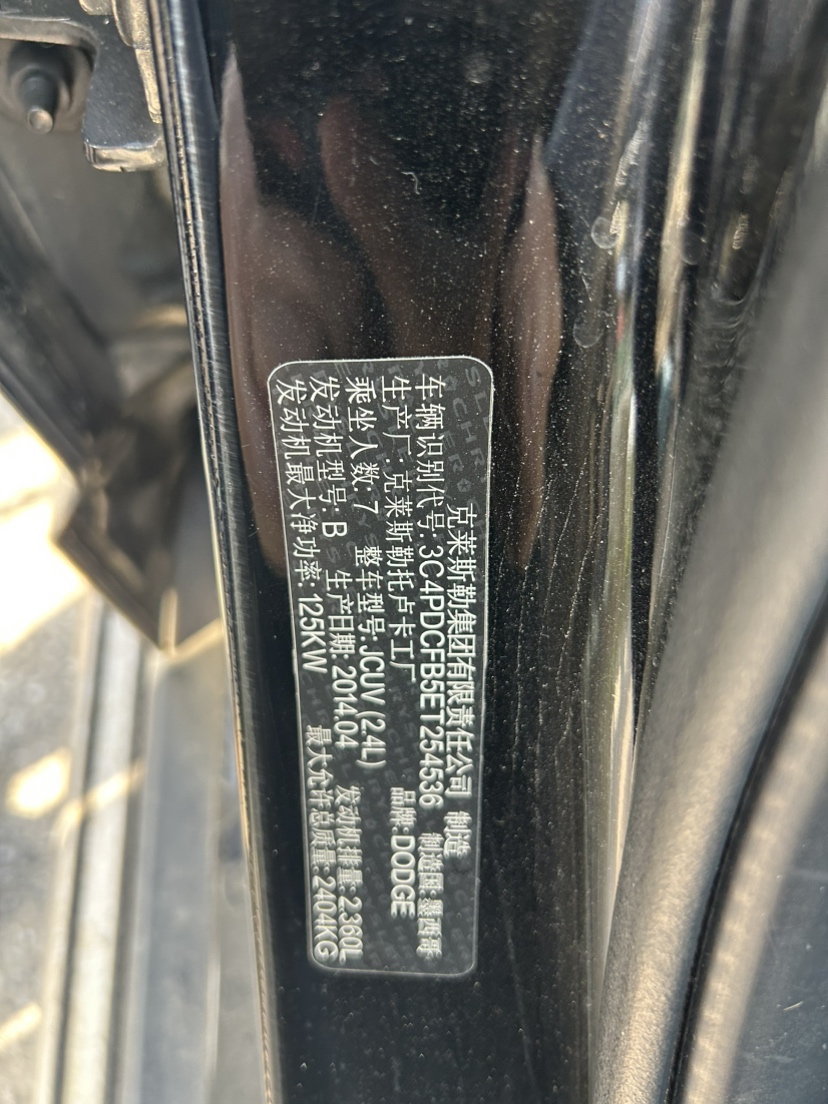 克莱斯勒集团有限责任公司 制造
车辆识别代号: 3C4PDCFB5ET254536 制造国: 墨西哥
生产厂: 克莱斯勒托卢卡工厂 品牌: DODGE
乘坐人数: 7 整车型号: JCUV (2.4L) 发动机排量: 2.360L
发动机型号: B 生产日期: 2014.04 最大允许总质量: 2404KG
发动机最大净功率: 125KW